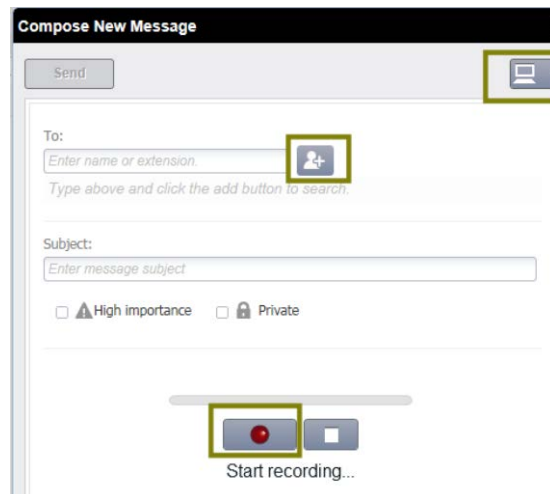 Compose New Message
Send
To:
Enter name or extension.
Type above and click the add button to search.
Subject:
Enter message subject
High importance Private
Start recording...